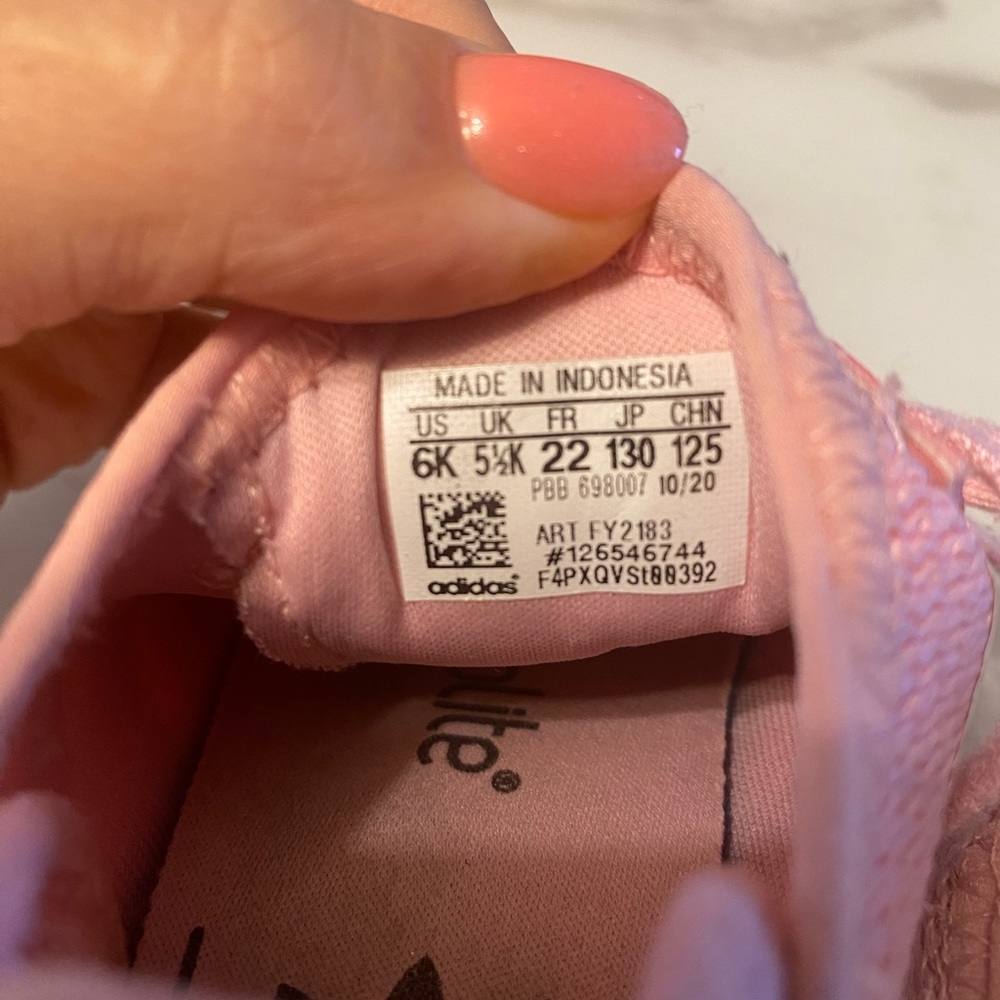 MADE IN INDONESIA
US UK FR JP CHN
6K 5½K 22 130 125
PBB 698007 10/20
ART FY2183
#126546744
adidas® F4PXQVSt00392
lite®